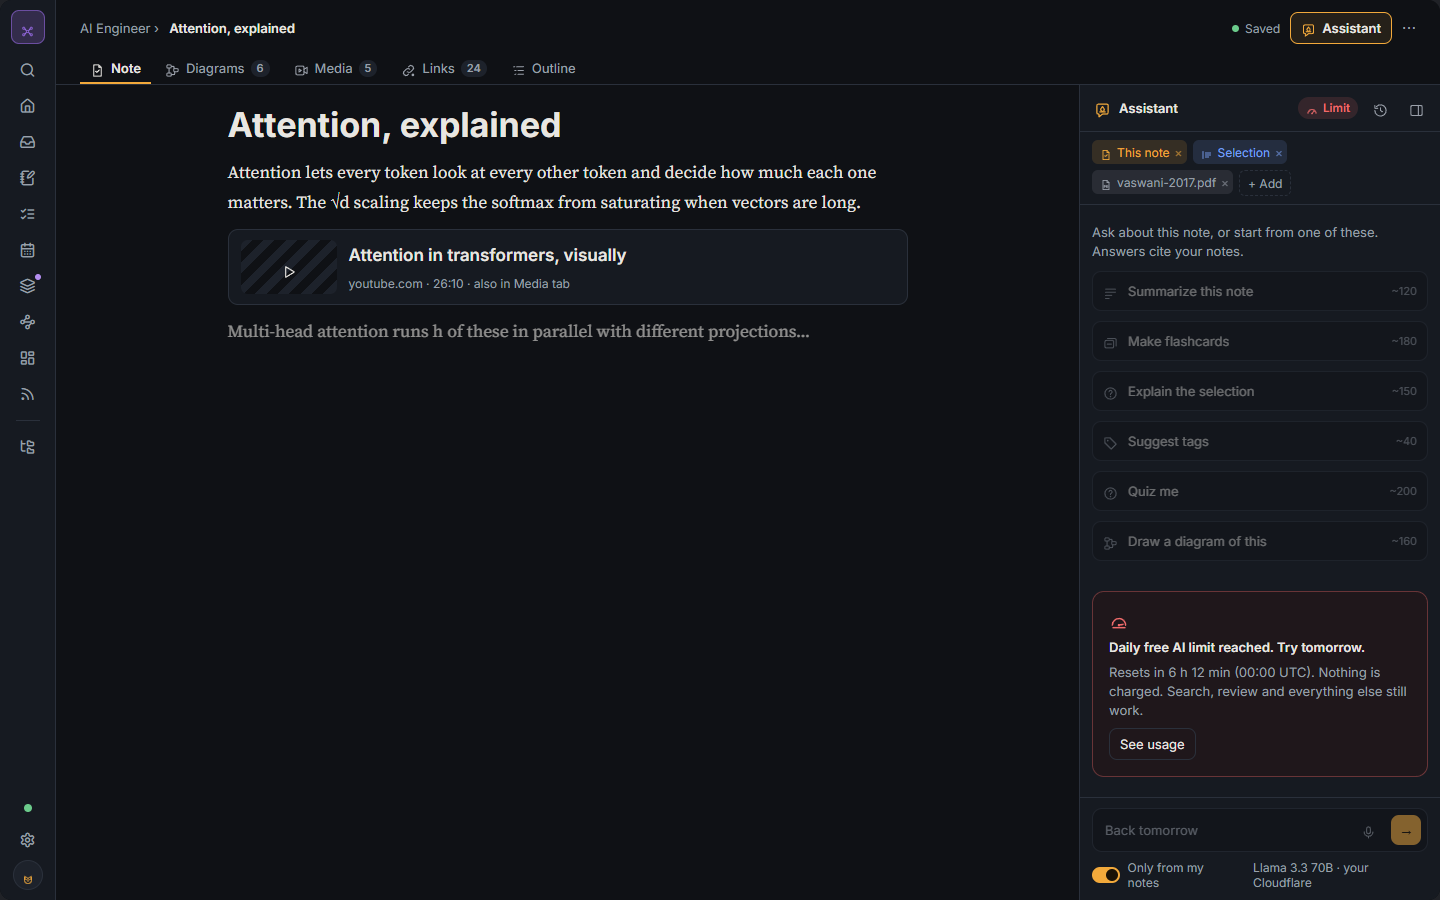 AI Engineer › Attention, explained
Saved
Assistant
Note
Diagrams 6
Media 5
Links 24
Outline
Attention, explained
Attention lets every token look at every other token and decide how much each one
matters. The √d scaling keeps the softmax from saturating when vectors are long.
Attention in transformers, visually
youtube.com · 26:10 · also in Media tab
Multi-head attention runs h of these in parallel with different projections...
Assistant
Limit
This note ×
Selection ×
vaswani-2017.pdf ×
+ Add
Ask about this note, or start from one of these.
Answers cite your notes.
Summarize this note ~120
Make flashcards ~180
Explain the selection ~150
Suggest tags ~40
Quiz me ~200
Draw a diagram of this ~160
Daily free AI limit reached. Try tomorrow.
Resets in 6 h 12 min (00:00 UTC). Nothing is
charged. Search, review and everything else still
work.
See usage
Back tomorrow
→
Only from my
notes
Llama 3.3 70B · your
Cloudflare